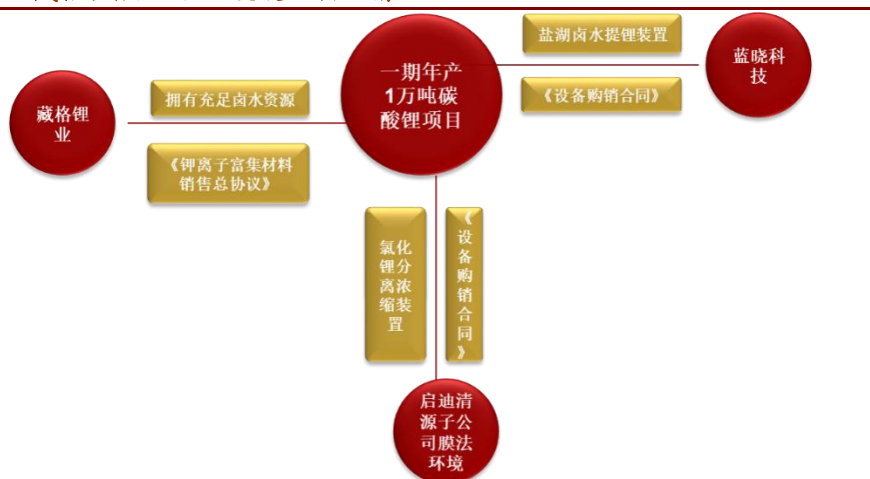 一期年产
1万吨碳
酸锂项目
盐湖卤水提锂装置
《设备购销合同》
蓝晓科
技
藏格锂
业
拥有充足卤水资源
《钾离子富集材料
销售总协议》
氯化
锂分
离浓
缩装
置
《设备购销合同》
启迪清
源子公
司膜法
环境